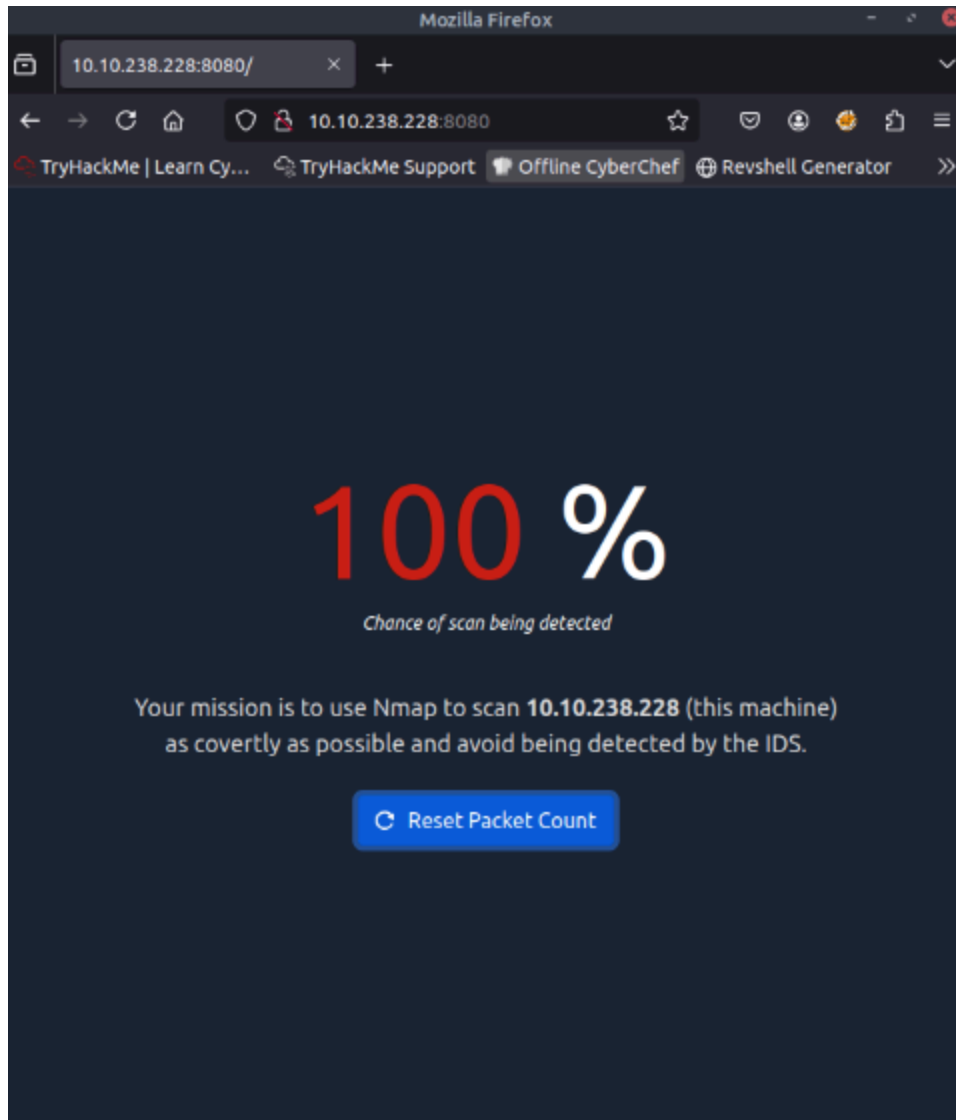 Mozilla Firefox
10.10.238.228:8080/
10.10.238.228:8080
TryHackMe | Learn Cy... TryHackMe Support Offline CyberChef Revshell Generator
100 %
Chance of scan being detected
Your mission is to use Nmap to scan 10.10.238.228 (this machine)
as covertly as possible and avoid being detected by the IDS.
Reset Packet Count